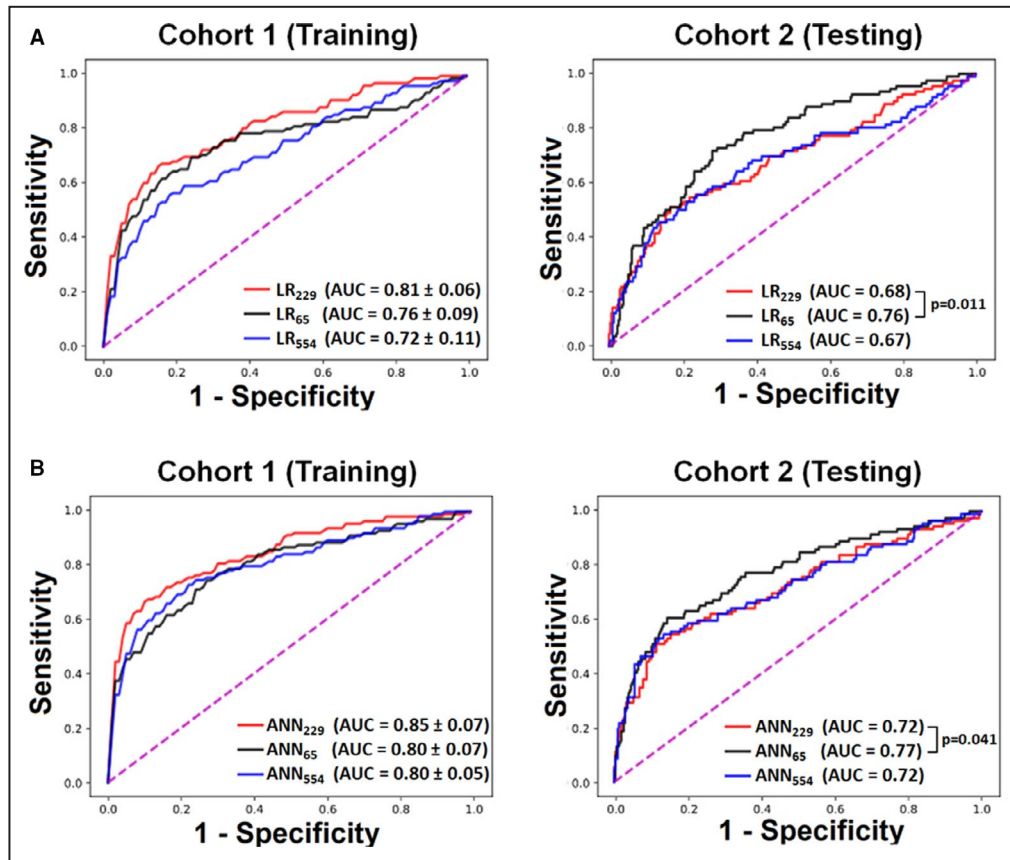 A
Cohort 1 (Training)
Sensitivity
1.0
0.8
0.6
0.4
0.2
0.0
LR229 (AUC = 0.81 ± 0.06)
LR65 (AUC = 0.76 ± 0.09)
LR554 (AUC = 0.72 ± 0.11)
0.0 0.2 0.4 0.6 0.8 1.0
1 - Specificity
Cohort 2 (Testing)
Sensitivity
1.0
0.8
0.6
0.4
0.2
0.0
LR229 (AUC = 0.68)
LR65 (AUC = 0.76)
LR554 (AUC = 0.67)
p=0.011
0.0 0.2 0.4 0.6 0.8 1.0
1 - Specificity
B
Cohort 1 (Training)
Sensitivity
1.0
0.8
0.6
0.4
0.2
0.0
ANN229 (AUC = 0.85 ± 0.07)
ANN65 (AUC = 0.80 ± 0.07)
ANN554 (AUC = 0.80 ± 0.05)
0.0 0.2 0.4 0.6 0.8 1.0
1 - Specificity
Cohort 2 (Testing)
Sensitivity
1.0
0.8
0.6
0.4
0.2
0.0
ANN229 (AUC = 0.72)
ANN65 (AUC = 0.77)
ANN554 (AUC = 0.72)
p=0.041
0.0 0.2 0.4 0.6 0.8 1.0
1 - Specificity